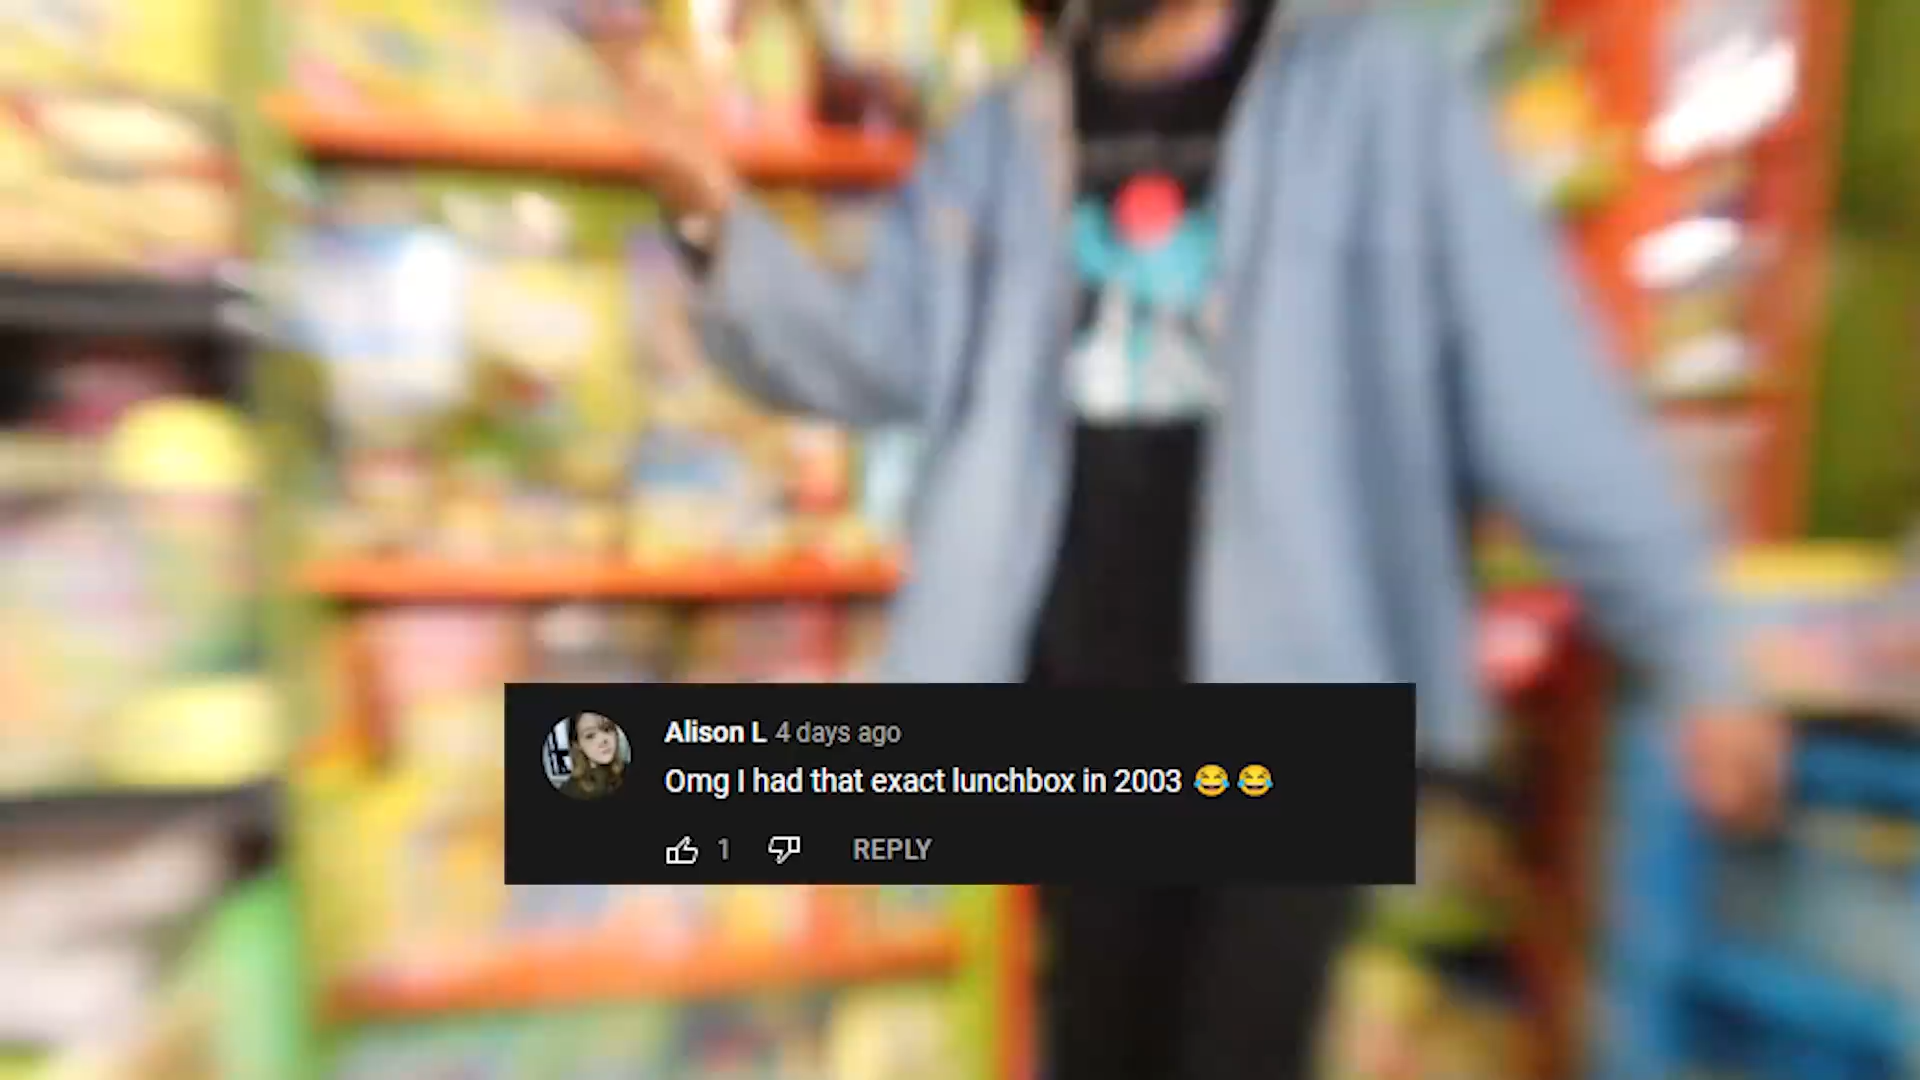 Alison L 4 days ago
Omg I had that exact lunchbox in 2003 😂😂
1 REPLY